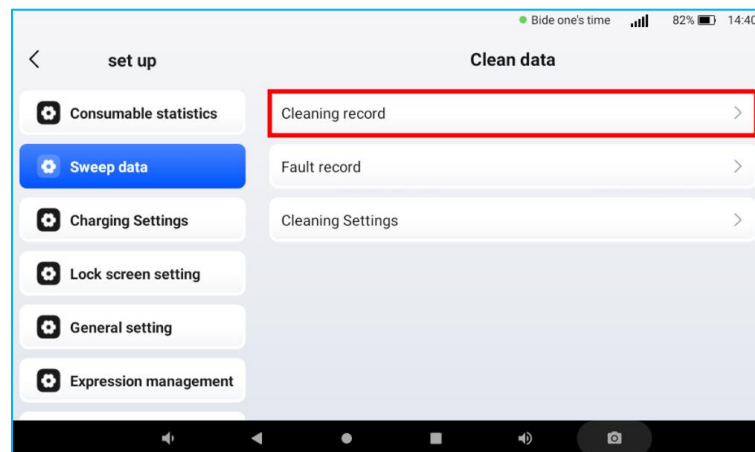 Bide one's time 82% 14:40
set up
Clean data
Consumable statistics
Cleaning record
Sweep data
Fault record
Charging Settings
Cleaning Settings
Lock screen setting
General setting
Expression management